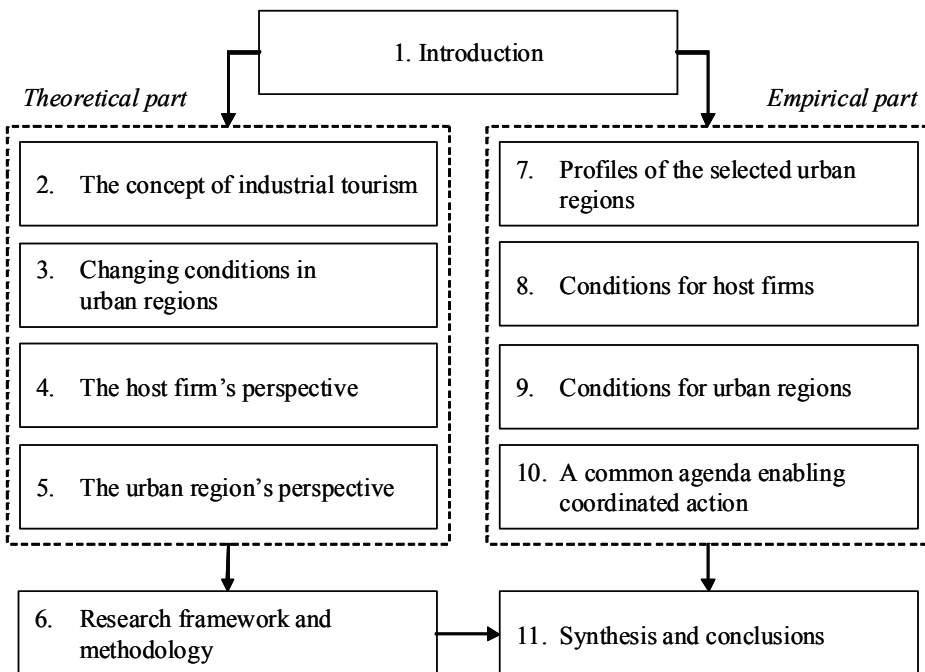 1. Introduction
Theoretical part
Empirical part
2. The concept of industrial tourism
3. Changing conditions in
urban regions
4. The host firm's perspective
5. The urban region's perspective
6. Research framework and
methodology
7. Profiles of the selected urban
regions
8. Conditions for host firms
9. Conditions for urban regions
10. A common agenda enabling
coordinated action
11. Synthesis and conclusions